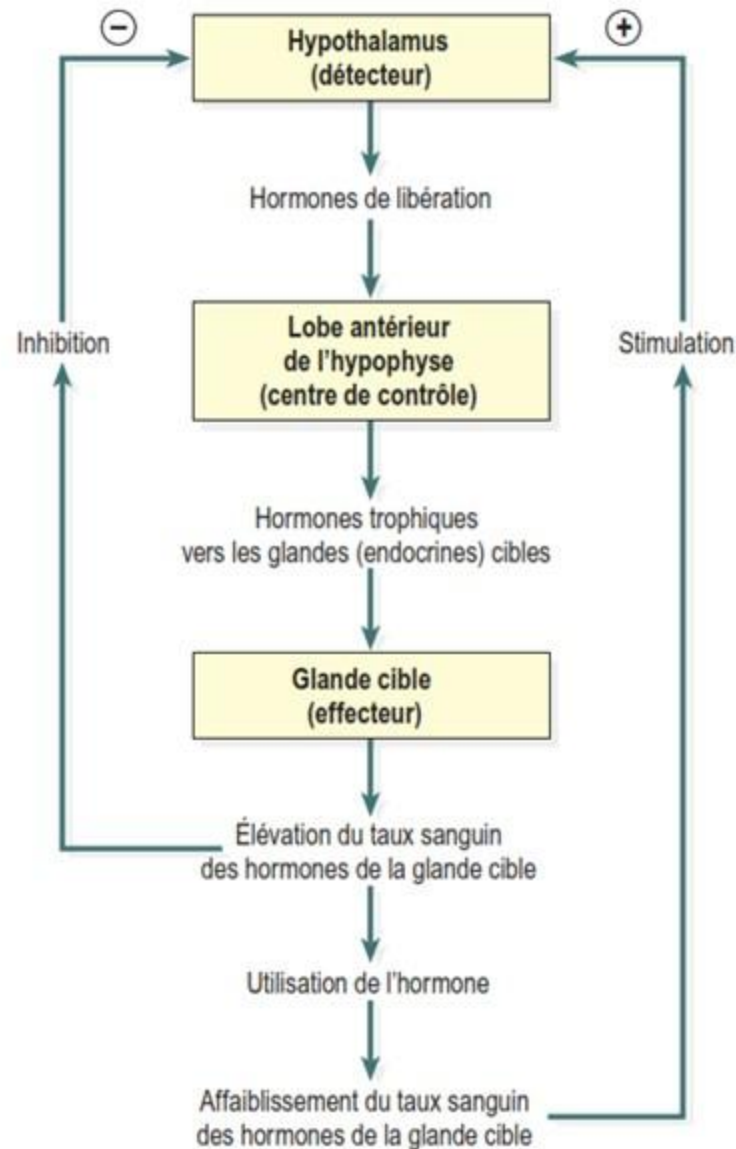 −
+
Hypothalamus
(détecteur)
Hormones de libération
Lobe antérieur
de l’hypophyse
(centre de contrôle)
Inhibition
Stimulation
Hormones trophiques
vers les glandes (endocrines) cibles
Glande cible
(effecteur)
Élévation du taux sanguin
des hormones de la glande cible
Utilisation de l’hormone
Affaiblissement du taux sanguin
des hormones de la glande cible